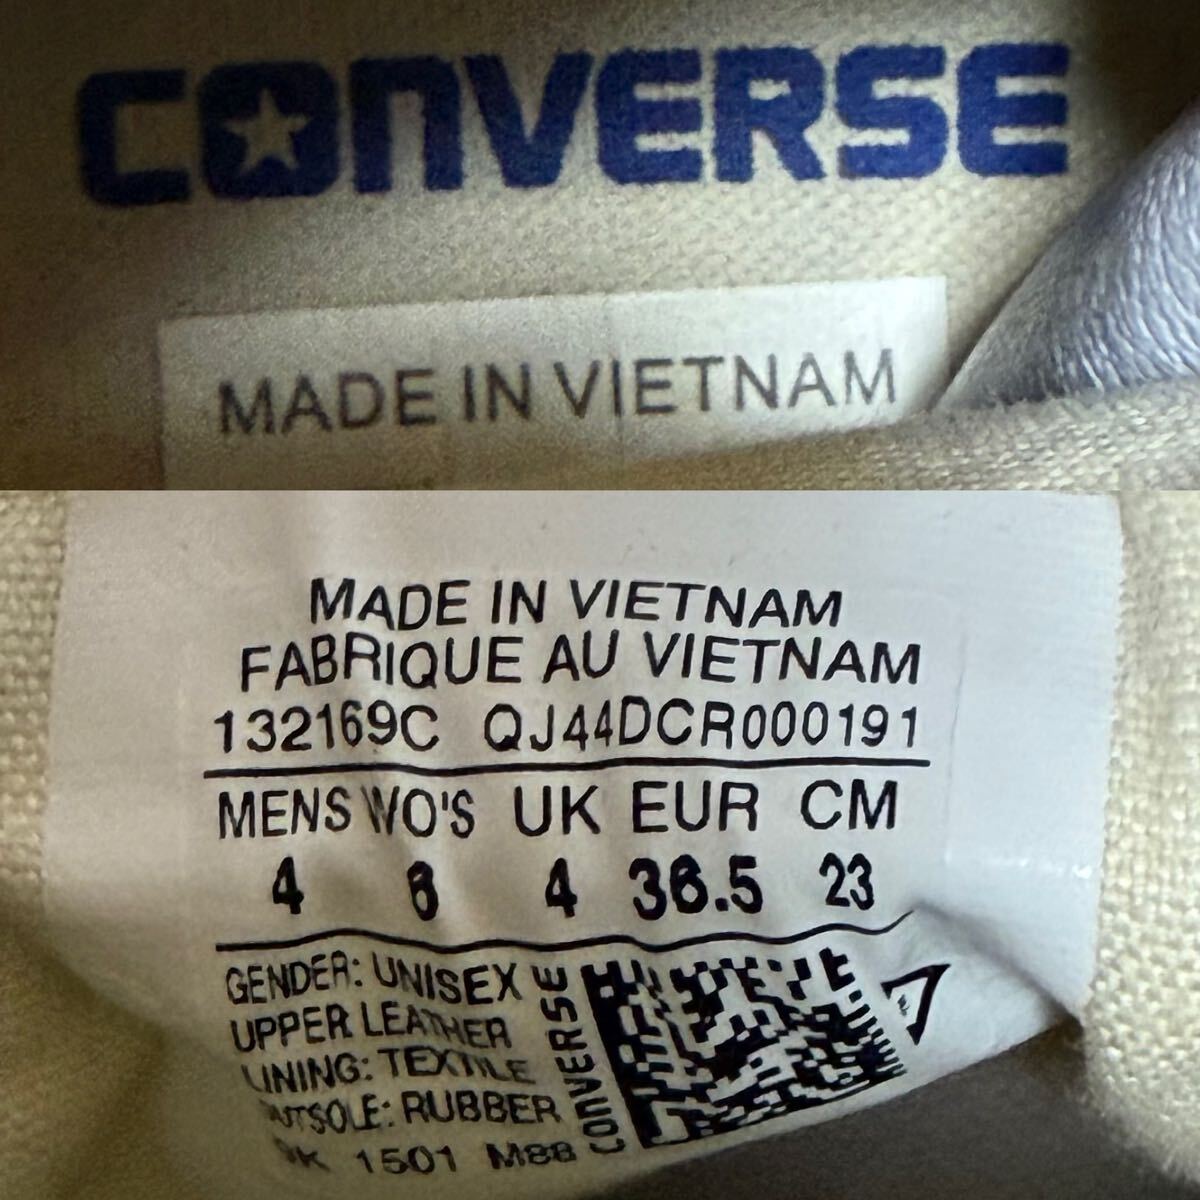 CONVERSE
MADE IN VIETNAM
MADE IN VIETNAM
FABRIQUE AU VIETNAM
132169C QJ44DCR000191
MENS WO'S UK EUR CM
4 6 4 36.5 23
GENDER: UNISEX
UPPER LEATHER
LINING: TEXTILE
OUTSOLE: RUBBER
1501 M88
CONVERSE